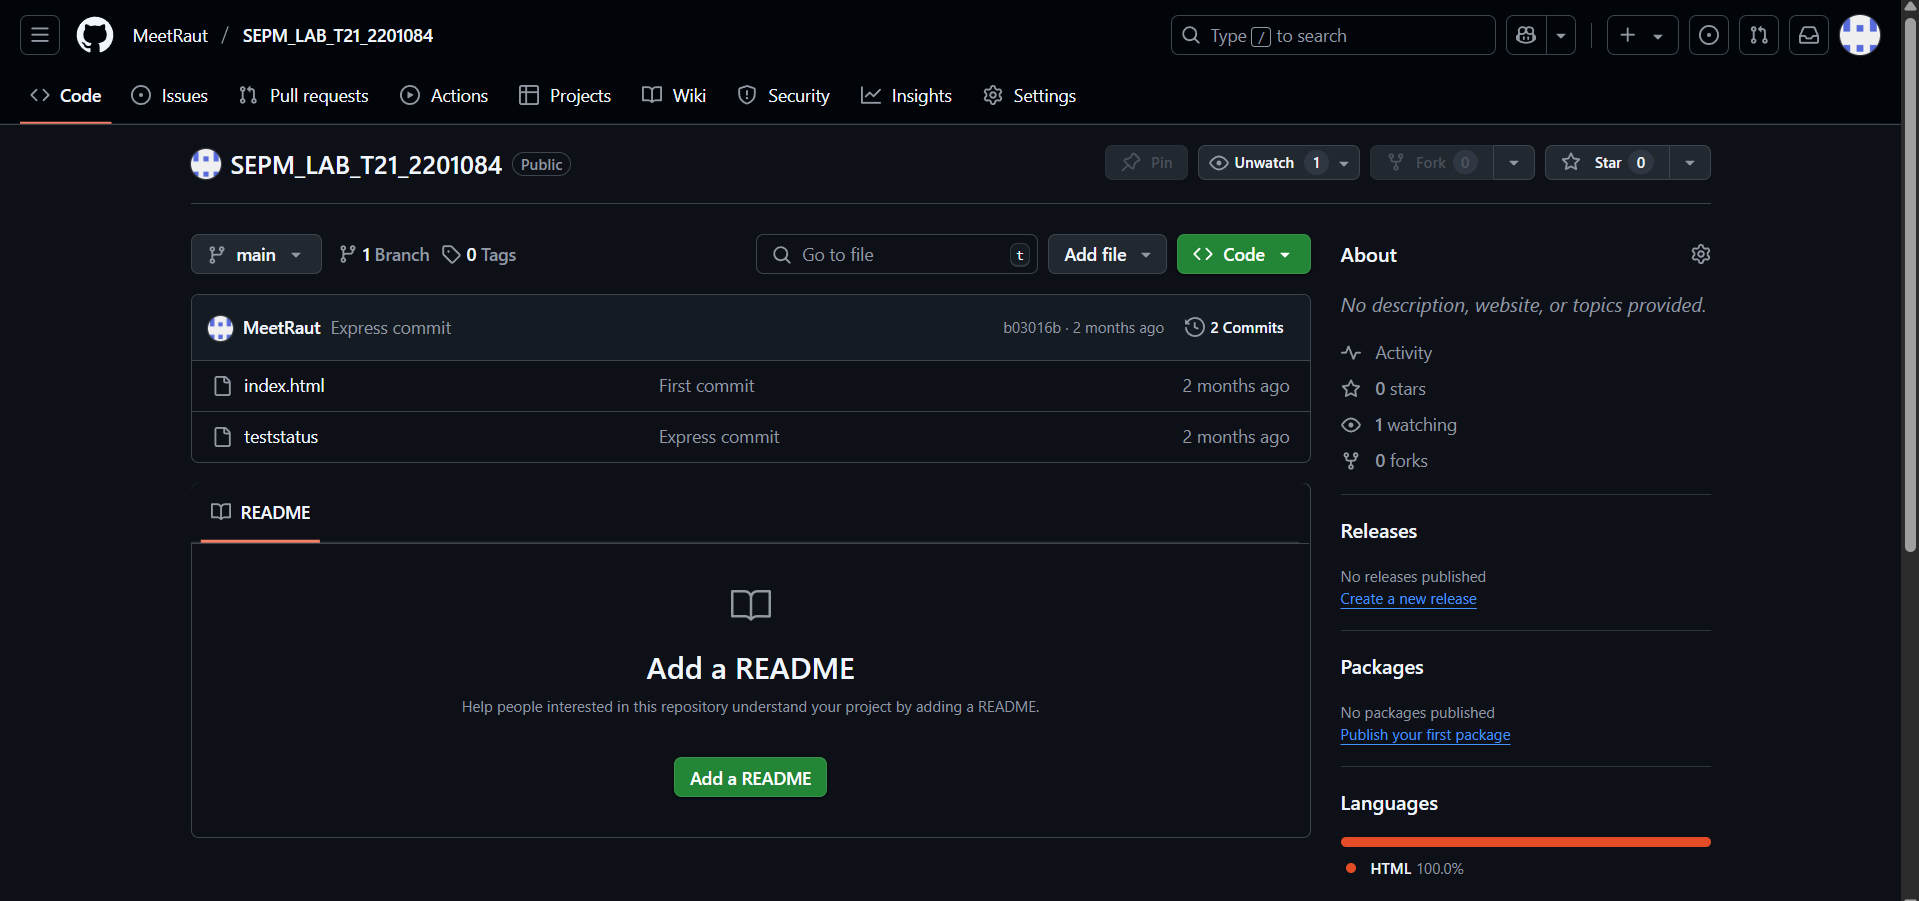 MeetRaut / SEPM_LAB_T21_2201084
Type / to search
Code Issues Pull requests Actions Projects Wiki Security Insights Settings
SEPM_LAB_T21_2201084 Public
Pin Unwatch 1 Fork 0 Star 0
main 1 Branch 0 Tags
Go to file t Add file Code
MeetRaut Express commit b03016b · 2 months ago 2 Commits
index.html First commit 2 months ago
teststatus Express commit 2 months ago
README
Add a README
Help people interested in this repository understand your project by adding a README.
Add a README
About
No description, website, or topics provided.
Activity
0 stars
1 watching
0 forks
Releases
No releases published
Create a new release
Packages
No packages published
Publish your first package
Languages
HTML 100.0%